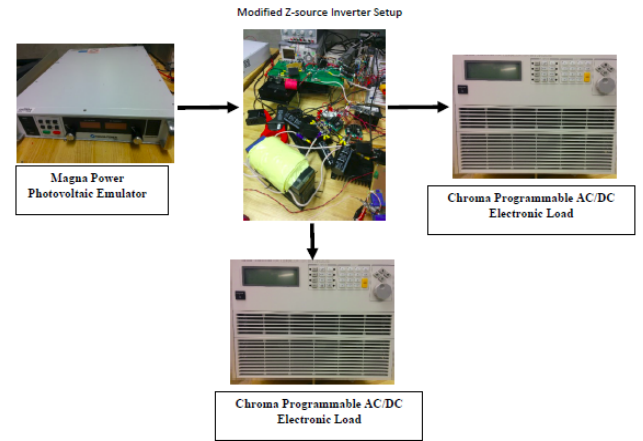 Modified Z-source Inverter Setup
Magna Power
Photovoltaic Emulator
Chroma Programmable AC/DC
Electronic Load
Chroma Programmable AC/DC
Electronic Load